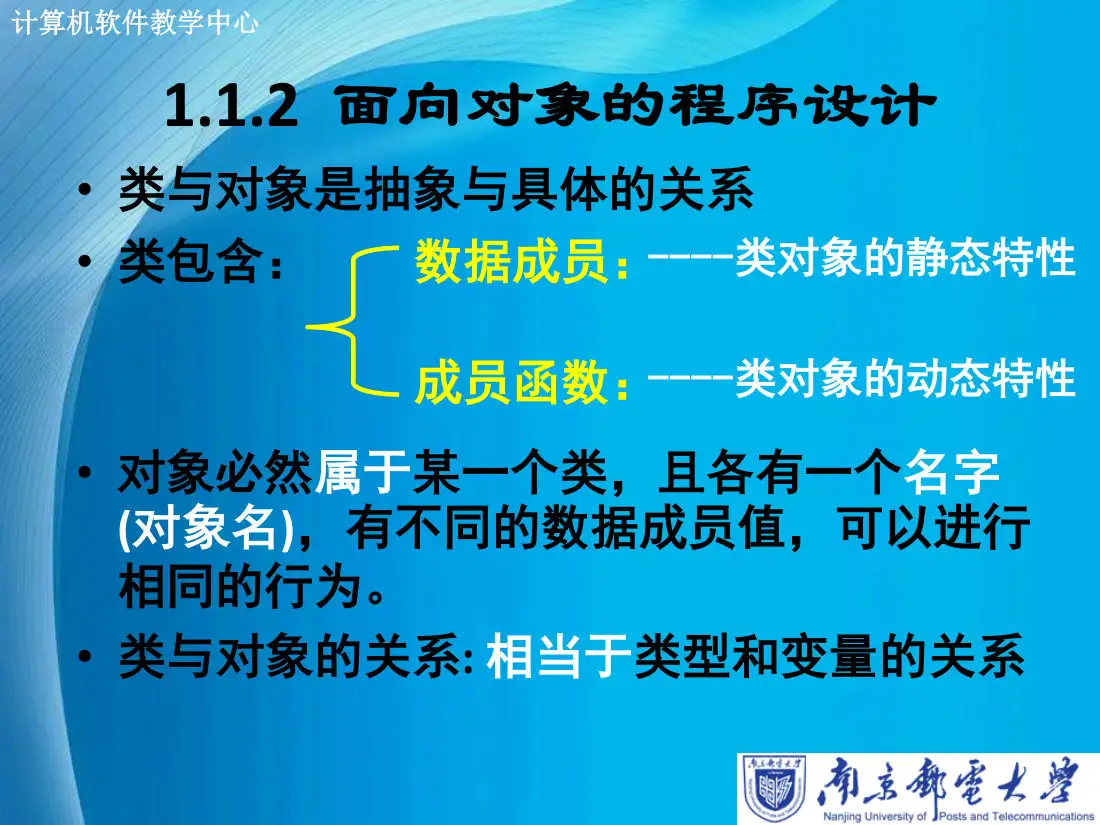 计算机软件教学中心
1.1.2 面向对象的程序设计
• 类与对象是抽象与具体的关系
• 类包含：
数据成员：----类对象的静态特性
成员函数：----类对象的动态特性
• 对象必然属于某一个类，且各有一个名字
(对象名)，有不同的数据成员值，可以进行
相同的行为。
• 类与对象的关系: 相当于类型和变量的关系
南京郵電大學
Nanjing University of Posts and Telecommunications